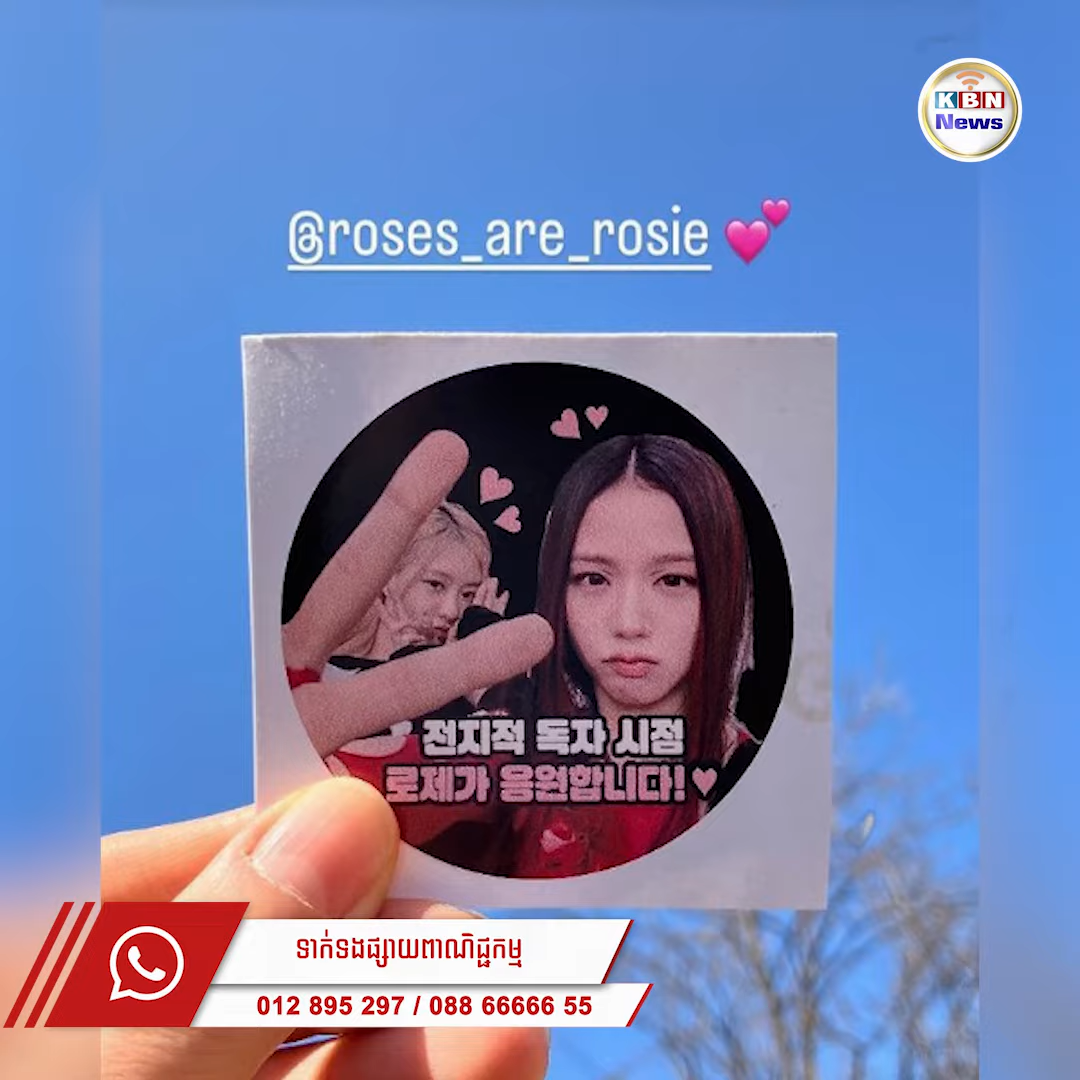 KBN
News
@roses_are_rosie
전지적 독자 시점
로제가 응원합니다!
ទាក់ទងផ្សាយពាណិជ្ជកម្ម
012 895 297 / 088 66666 55